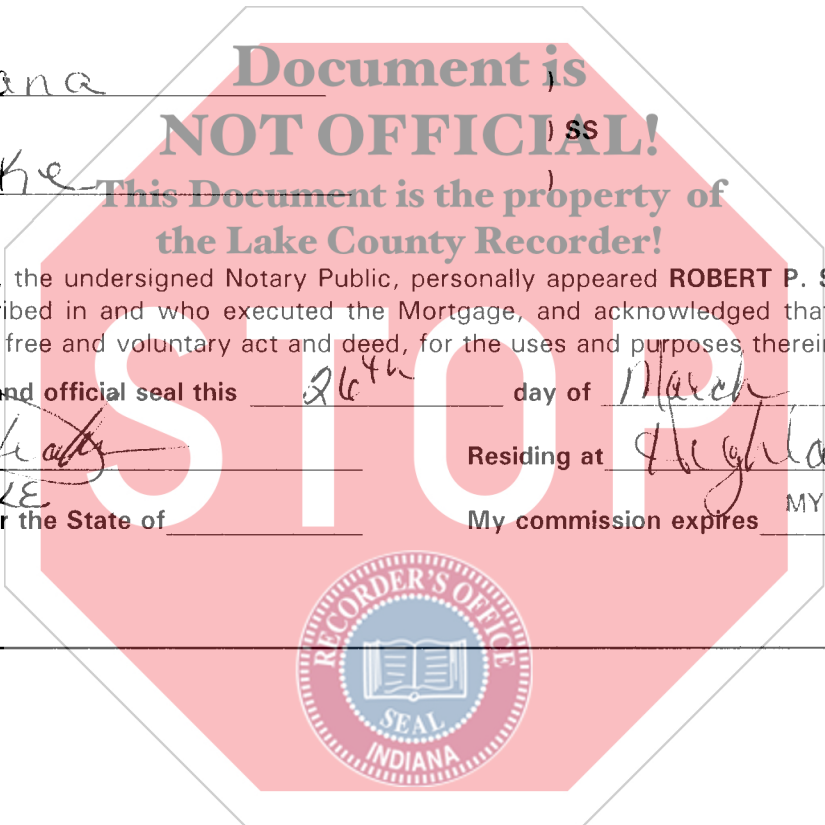 Document is
ana )
NOT OFFICIAL! ) SS
ke )
This Document is the property of
the Lake County Recorder!
, the undersigned Notary Public, personally appeared ROBERT P. S
ibed in and who executed the Mortgage, and acknowledged tha
free and voluntary act and deed, for the uses and purposes therein
nd official seal this 26th day of March
Residing at Highla
KE MY
r the State of My commission expires
STOP
RECORDER'S OFFICE
SEAL
INDIANA